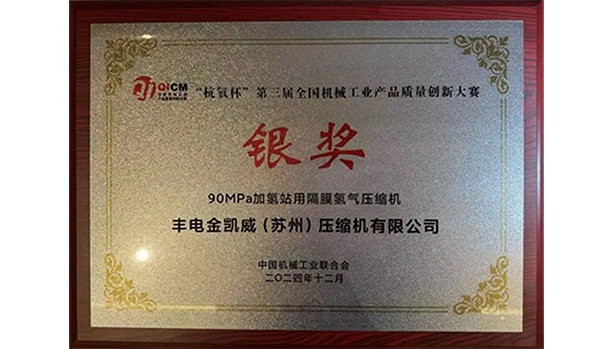 QICM
“杭氧杯”第三届全国机械工业产品质量创新大赛
银奖
90MPa加氢站用隔膜氢气压缩机
丰电金凯威（苏州）压缩机有限公司
中国机械工业联合会
二〇二四年十二月